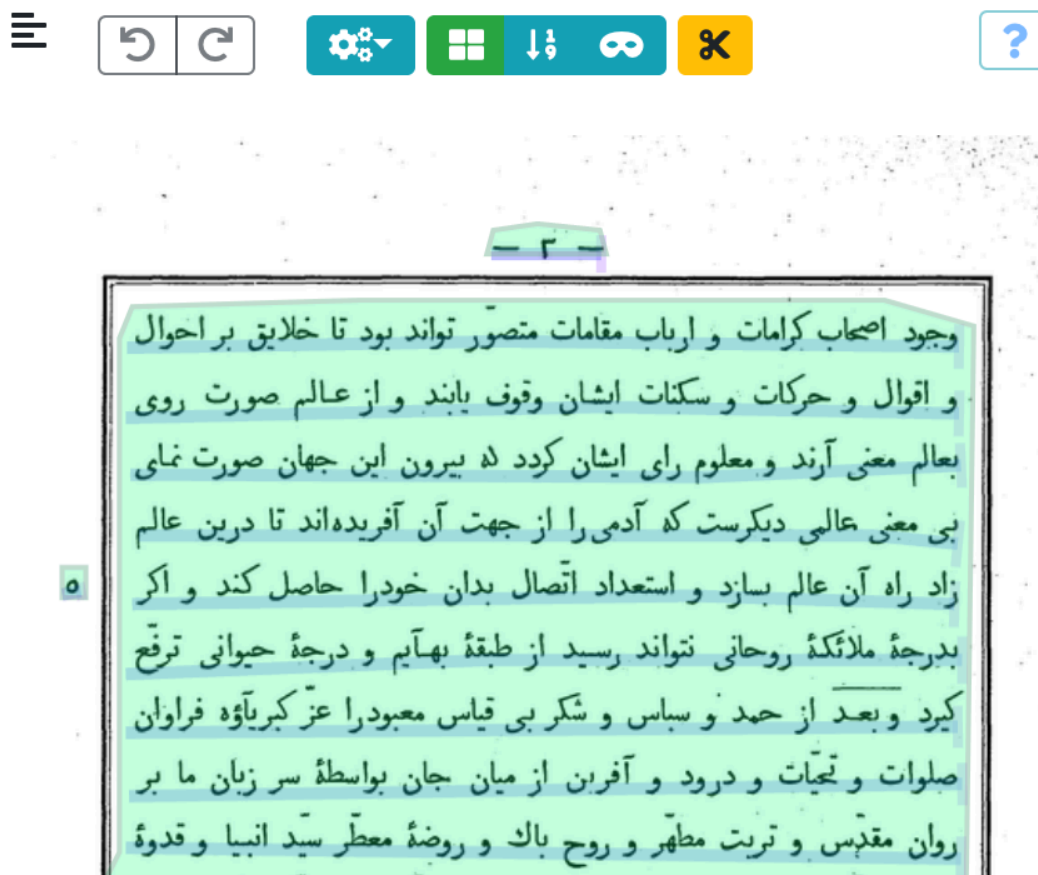 — ۲ —
وجود اصحاب کرامات و ارباب مقامات متصوّر تواند بود تا خلایق بر احوال
و اقوال و حرکات و سکنات ایشان وقوف یابند و از عالم صورت روی
بعالم معنی آرند و معلوم رای ایشان کردد که بیرون این جهان صورت نمای
بی معنی عالمی دیکرست که آدمی را از جهت آن آفریده‌اند تا درین عالم
۵
زاد راه آن عالم بسازد و استعداد اتّصال بدان خودرا حاصل کند و اکر
بدرجهٔ ملائکهٔ روحانی نتواند رسید از طبقهٔ بهآیم و درجهٔ حیوانی ترفّع
کیرد وبعد از حمد و سباس و شکر بی قیاس معبودرا عزّ کبریآؤه فراوان
صلوات و تحیّات و درود و آفرین از میان جان بواسطهٔ سر زبان ما بر
روان مقدّس و تربت مطهّر و روح باك و روضهٔ معطّر سیّد انبیا و قدوهٔ